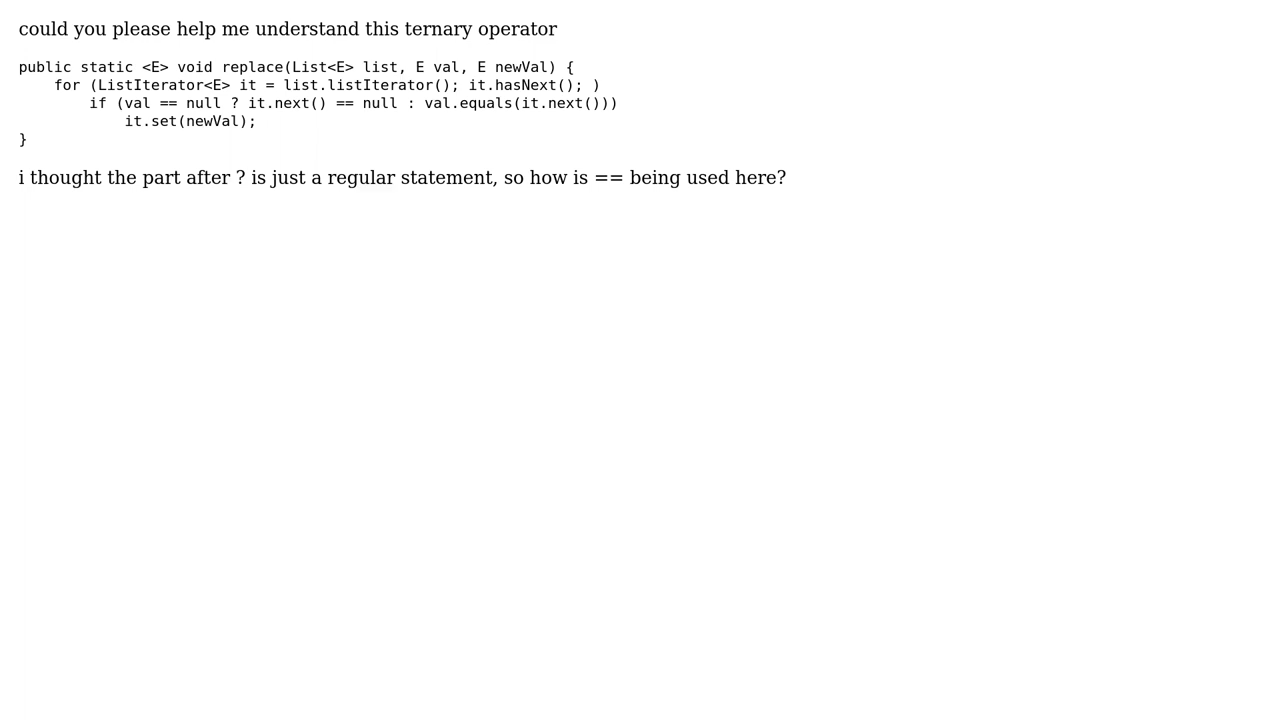 could you please help me understand this ternary operator
public static <E> void replace(List<E> list, E val, E newVal) {
    for (ListIterator<E> it = list.listIterator(); it.hasNext(); )
        if (val == null ? it.next() == null : val.equals(it.next()))
            it.set(newVal);
}
i thought the part after ? is just a regular statement, so how is == being used here?